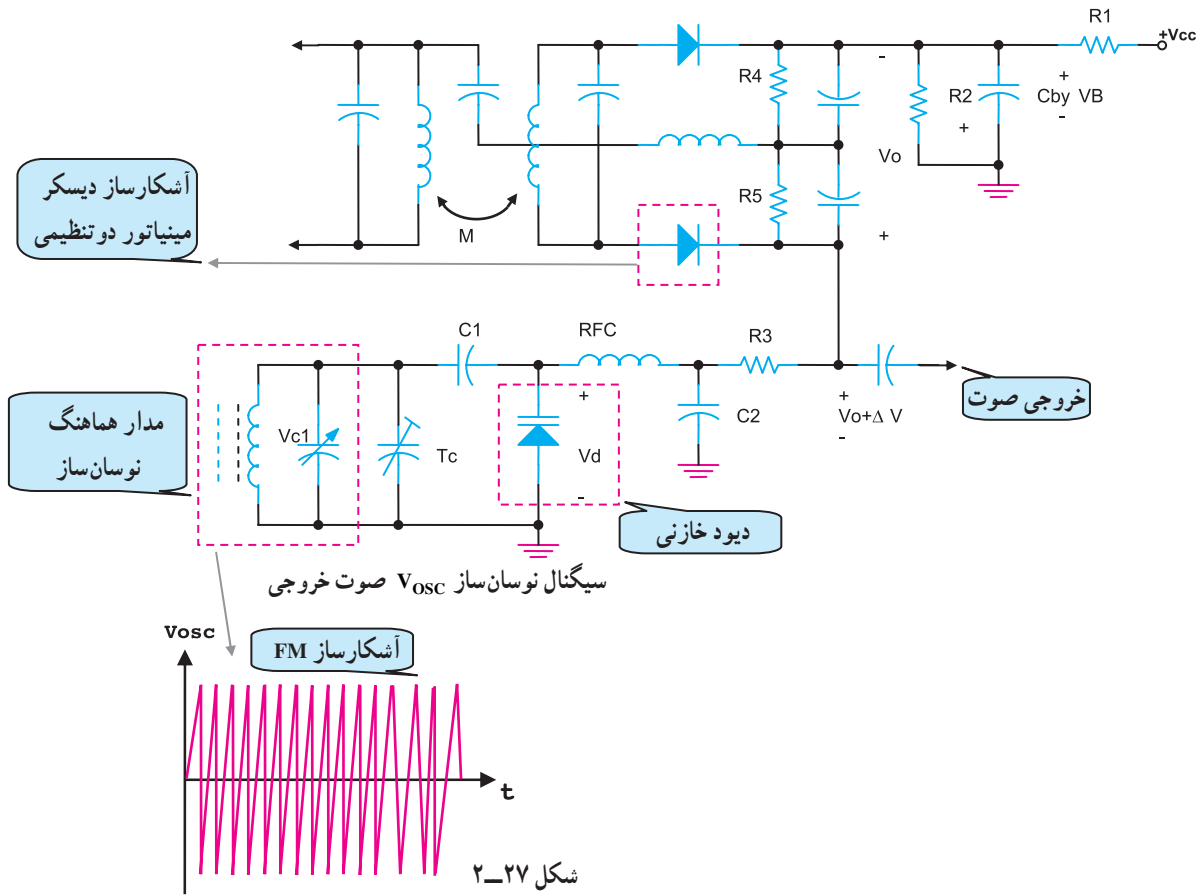 R1
+Vcc
R4
-
R2
+
Cby VB
+
-
Vo
R5
+
M
آشکارساز دیسکر
مینیاتور دوتنظیمی
C1
RFC
R3
C2
+
Vo+Δ V
-
خروجی صوت
مدار هماهنگ
نوسان‌ساز
Vc1
Tc
+
Vd
-
دیود خازنی
سیگنال نوسان‌ساز VOSC صوت خروجی
Vosc
آشکارساز FM
t
شکل ۲۷–۲